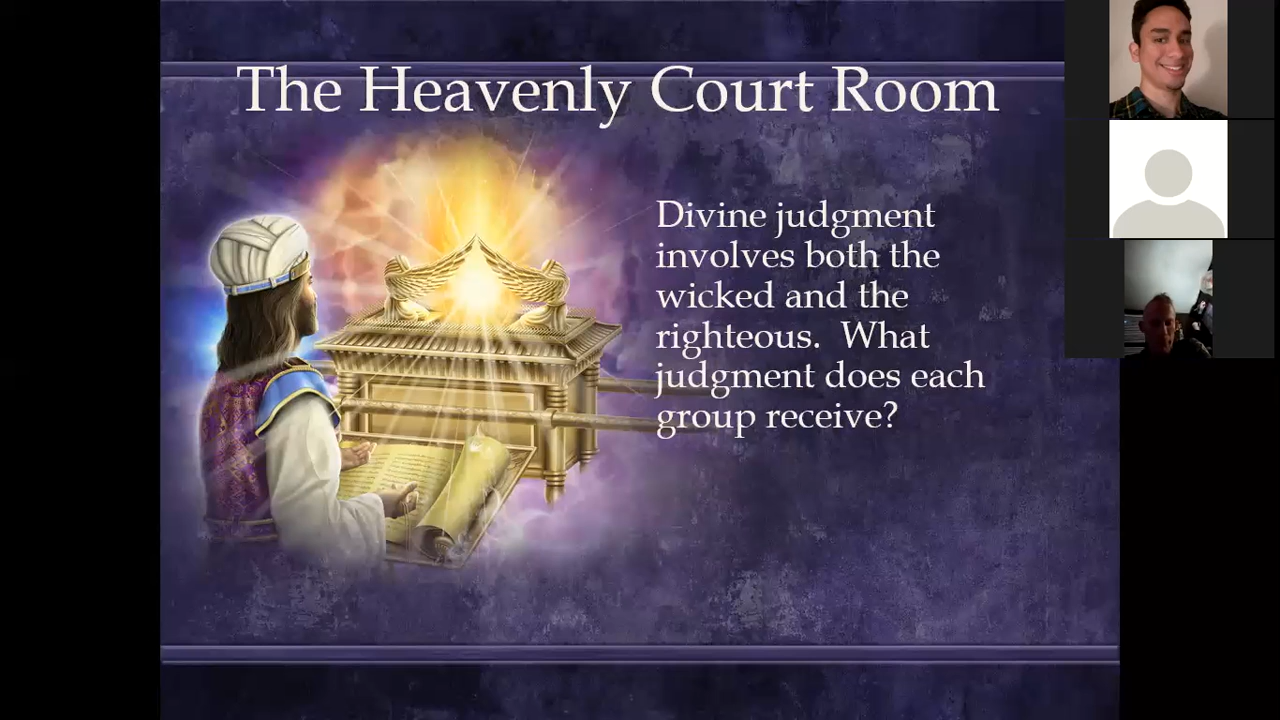 The Heavenly Court Room
Divine judgment
involves both the
wicked and the
righteous.  What
judgment does each
group receive?